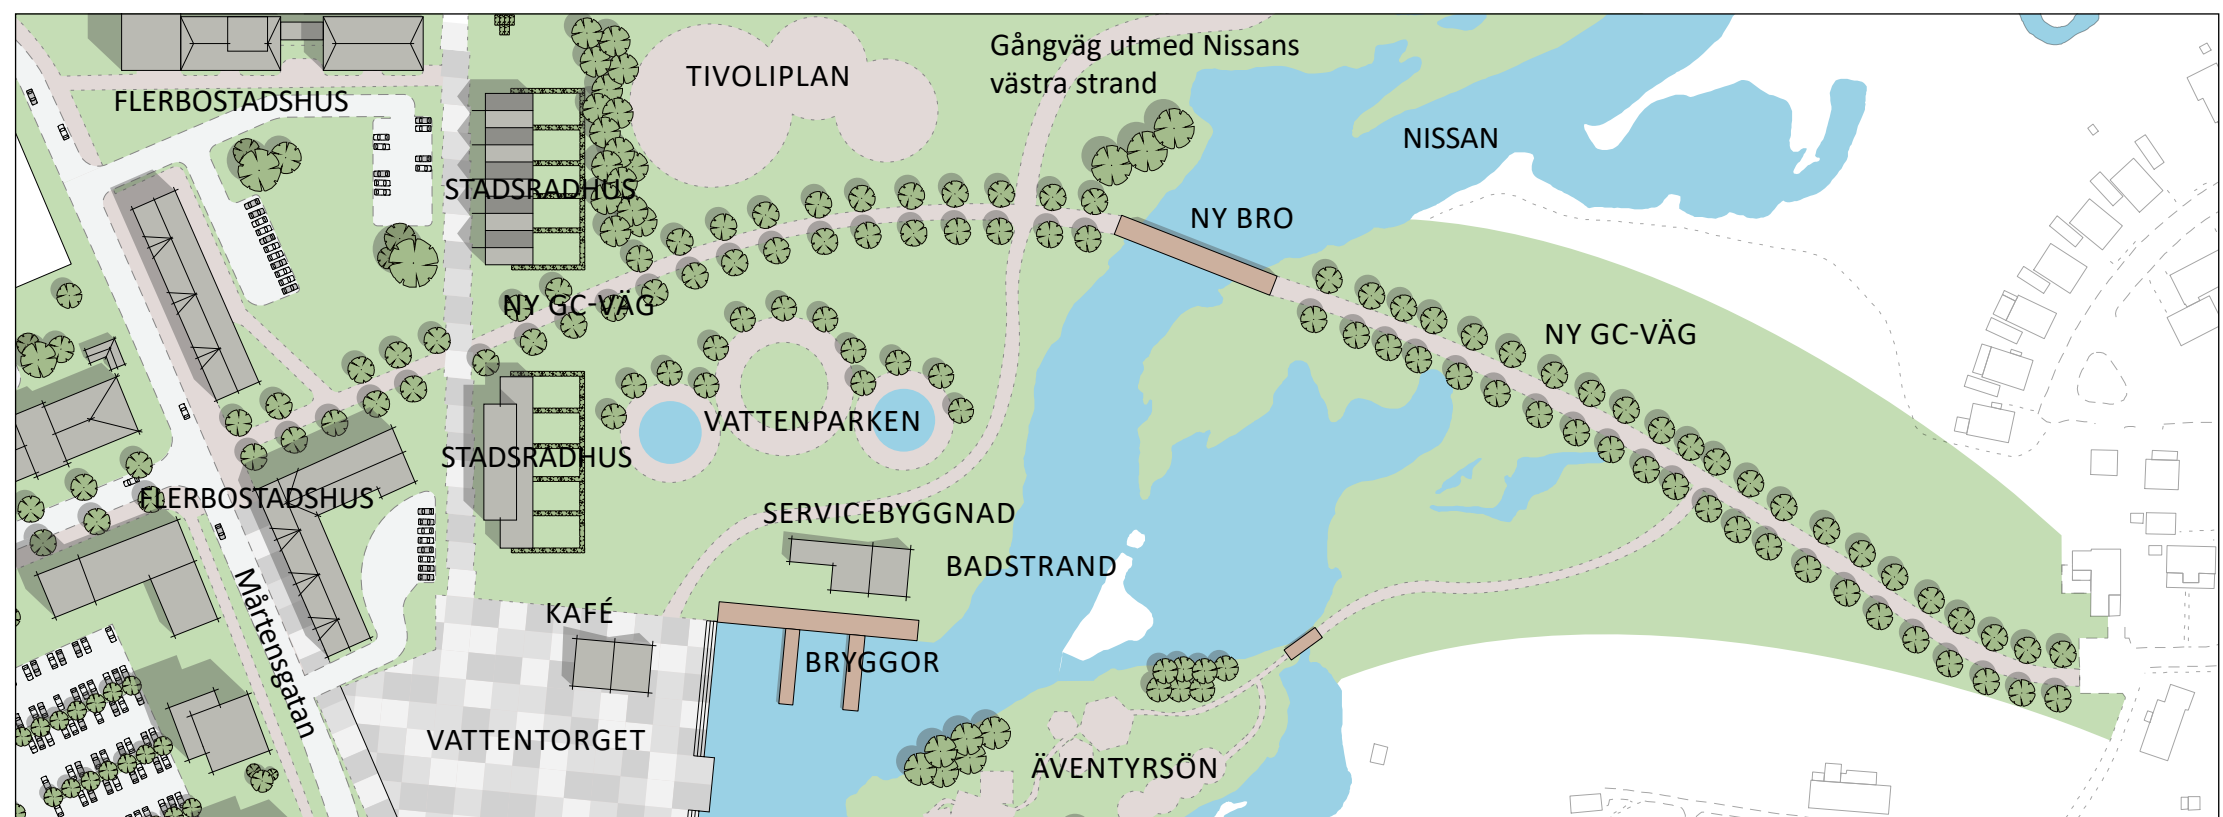 Gångväg utmed Nissans
västra strand
TIVOLIPLAN
FLERBOSTADSHUS
NISSAN
STADSRADHUS
NY BRO
NY GC-VÄG
NY GC-VÄG
VATTENPARKEN
STADSRADHUS
FLERBOSTADSHUS
SERVICEBYGGNAD
BADSTRAND
KAFÉ
Mårtensgatan
BRYGGOR
VATTENTORGET
ÄVENTYRSÖN